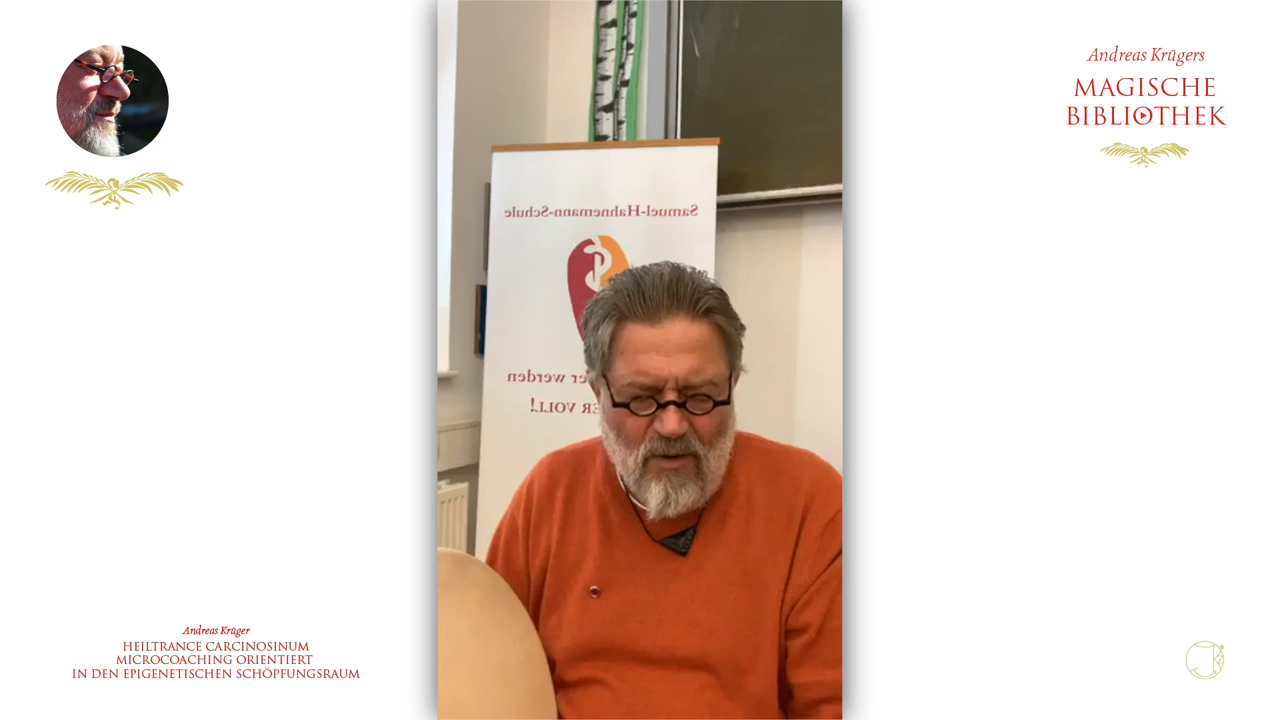 Andreas Krügers
MAGISCHE
BIBLIOTHEK
Samuel-Hahnemann-Schule
er werden
ER VOLL!
Andreas Krüger
HEILTRANCE CARCINOSINUM
MICROCOACHING ORIENTIERT
IN DEN EPIGENETISCHEN SCHÖPFUNGSRAUM